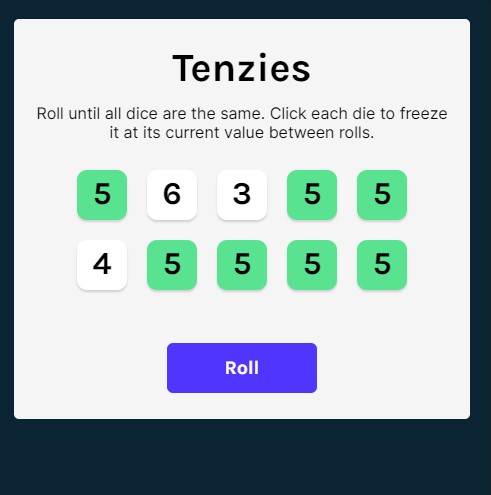 Tenzies
Roll until all dice are the same. Click each die to freeze
it at its current value between rolls.
5 6 3 5 5
4 5 5 5 5
Roll